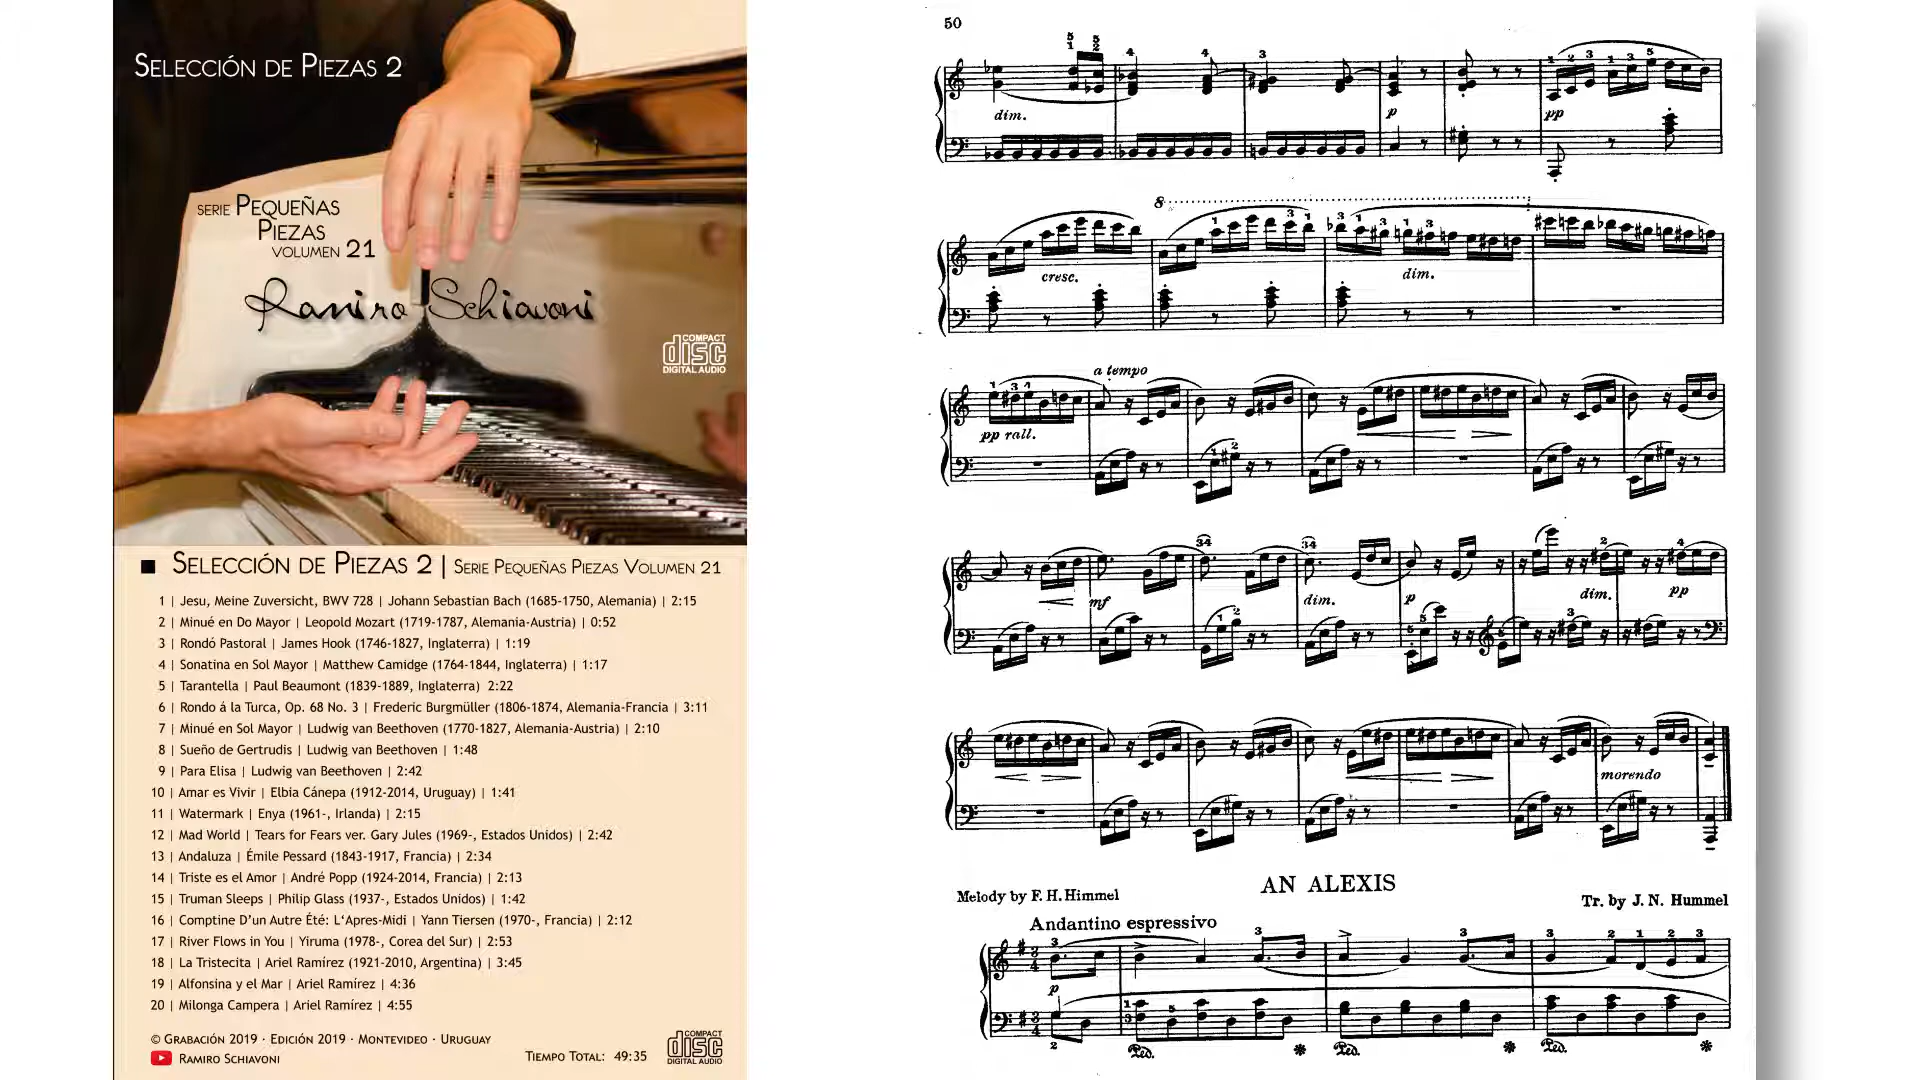 SELECCIÓN DE PIEZAS 2
SERIE PEQUEÑAS
PIEZAS
VOLUMEN 21
Ramiro Schiavoni
COMPACT
disc
DIGITAL AUDIO
■ SELECCIÓN DE PIEZAS 2 | SERIE PEQUEÑAS PIEZAS VOLUMEN 21
1 | Jesu, Meine Zuversicht, BWV 728 | Johann Sebastian Bach (1685-1750, Alemania) | 2:15
2 | Minué en Do Mayor | Leopold Mozart (1719-1787, Alemania-Austria) | 0:52
3 | Rondó Pastoral | James Hook (1746-1827, Inglaterra) | 1:19
4 | Sonatina en Sol Mayor | Matthew Camidge (1764-1844, Inglaterra) | 1:17
5 | Tarantella | Paul Beaumont (1839-1889, Inglaterra) 2:22
6 | Rondo á la Turca, Op. 68 No. 3 | Frederic Burgmüller (1806-1874, Alemania-Francia | 3:11
7 | Minué en Sol Mayor | Ludwig van Beethoven (1770-1827, Alemania-Austria) | 2:10
8 | Sueño de Gertrudis | Ludwig van Beethoven | 1:48
9 | Para Elisa | Ludwig van Beethoven | 2:42
10 | Amar es Vivir | Elbia Cánepa (1912-2014, Uruguay) | 1:41
11 | Watermark | Enya (1961-, Irlanda) | 2:15
12 | Mad World | Tears for Fears ver. Gary Jules (1969-, Estados Unidos) | 2:42
13 | Andaluza | Émile Pessard (1843-1917, Francia) | 2:34
14 | Triste es el Amor | André Popp (1924-2014, Francia) | 2:13
15 | Truman Sleeps | Philip Glass (1937-, Estados Unidos) | 1:42
16 | Comptine D'un Autre Été: L'Apres-Midi | Yann Tiersen (1970-, Francia) | 2:12
17 | River Flows in You | Yiruma (1978-, Corea del Sur) | 2:53
18 | La Tristecita | Ariel Ramírez (1921-2010, Argentina) | 3:45
19 | Alfonsina y el Mar | Ariel Ramírez | 4:36
20 | Milonga Campera | Ariel Ramírez | 4:55
© GRABACIÓN 2019 · EDICIÓN 2019 · MONTEVIDEO · URUGUAY
RAMIRO SCHIAVONI
TIEMPO TOTAL: 49:35
COMPACT
disc
DIGITAL AUDIO
50
dim.
p
pp
8
cresc.
dim.
a tempo
pp rall.
mf
dim.
p
dim.
pp
morendo
AN ALEXIS
Melody by F. H. Himmel
Tr. by J. N. Hummel
Andantino espressivo
p
Ped. * Ped. * Ped. *